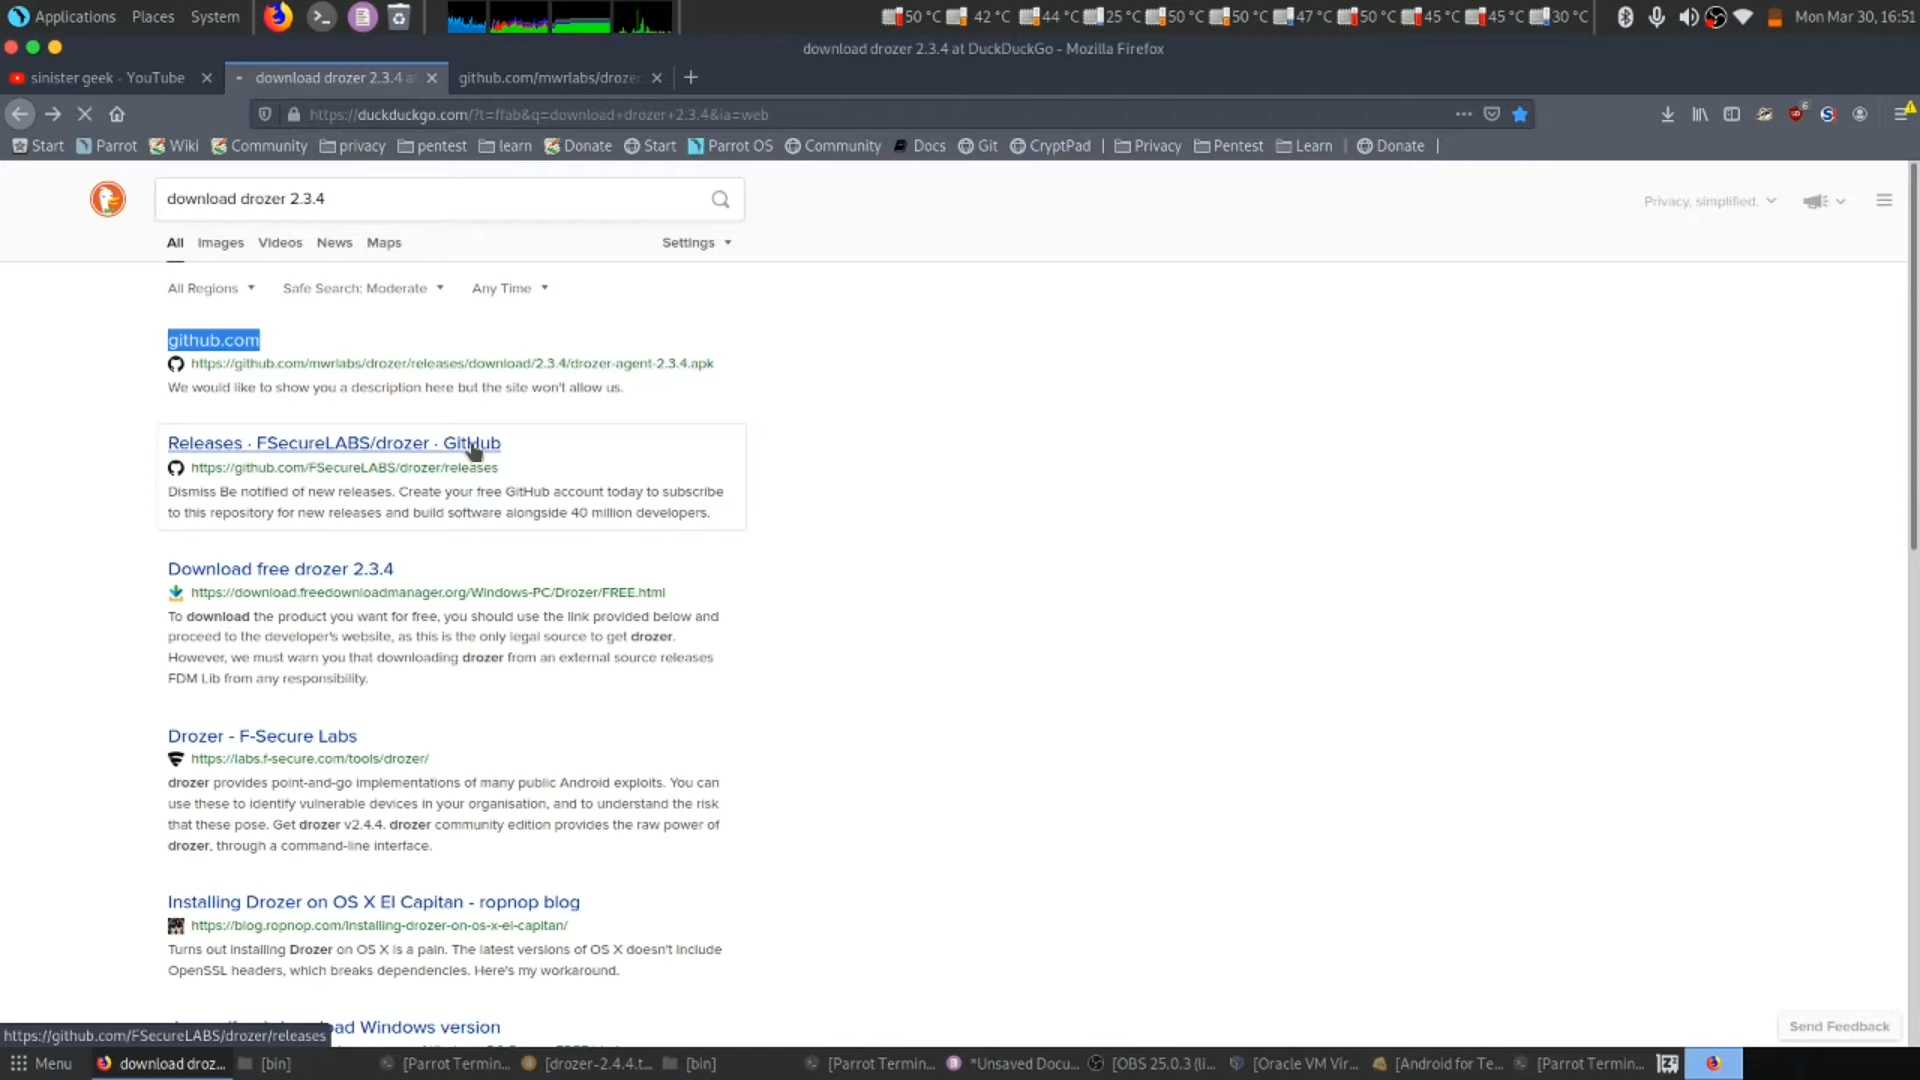 Applications Places System
50 °C 42 °C 44 °C 25 °C 50 °C 50 °C 47 °C 50 °C 45 °C 45 °C 30 °C
Mon Mar 30, 16:51
download drozer 2.3.4 at DuckDuckGo - Mozilla Firefox
sinister geek - YouTube
download drozer 2.3.4 a
github.com/mwrlabs/droze
https://duckduckgo.com/?t=ffab&q=download+drozer+2.3.4&ia=web
6
Start Parrot Wiki Community privacy pentest learn Donate Start Parrot OS Community Docs Git CryptPad | Privacy Pentest Learn | Donate |
download drozer 2.3.4
Privacy, simplified.
All Images Videos News Maps Settings
All Regions Safe Search: Moderate Any Time
github.com
https://github.com/mwrlabs/drozer/releases/download/2.3.4/drozer-agent-2.3.4.apk
We would like to show you a description here but the site won't allow us.
Releases · FSecureLABS/drozer · GitHub
https://github.com/FSecureLABS/drozer/releases
Dismiss Be notified of new releases. Create your free GitHub account today to subscribe
to this repository for new releases and build software alongside 40 million developers.
Download free drozer 2.3.4
https://download.freedownloadmanager.org/Windows-PC/Drozer/FREE.html
To download the product you want for free, you should use the link provided below and
proceed to the developer's website, as this is the only legal source to get drozer.
However, we must warn you that downloading drozer from an external source releases
FDM Lib from any responsibility.
Drozer - F-Secure Labs
https://labs.f-secure.com/tools/drozer/
drozer provides point-and-go implementations of many public Android exploits. You can
use these to identify vulnerable devices in your organisation, and to understand the risk
that these pose. Get drozer v2.4.4. drozer community edition provides the raw power of
drozer, through a command-line interface.
Installing Drozer on OS X El Capitan - ropnop blog
https://blog.ropnop.com/installing-drozer-on-os-x-el-capitan/
Turns out installing Drozer on OS X is a pain. The latest versions of OS X doesn't include
OpenSSL headers, which breaks dependencies. Here's my workaround.
ad Windows version
Send Feedback
https://github.com/FSecureLABS/drozer/releases
Menu download droz... [bin] [Parrot Termin... [drozer-2.4.4.t... [bin] [Parrot Termin... *Unsaved Docu... [OBS 25.0.3 (li... [Oracle VM Vir... [Android for Te... [Parrot Termin...